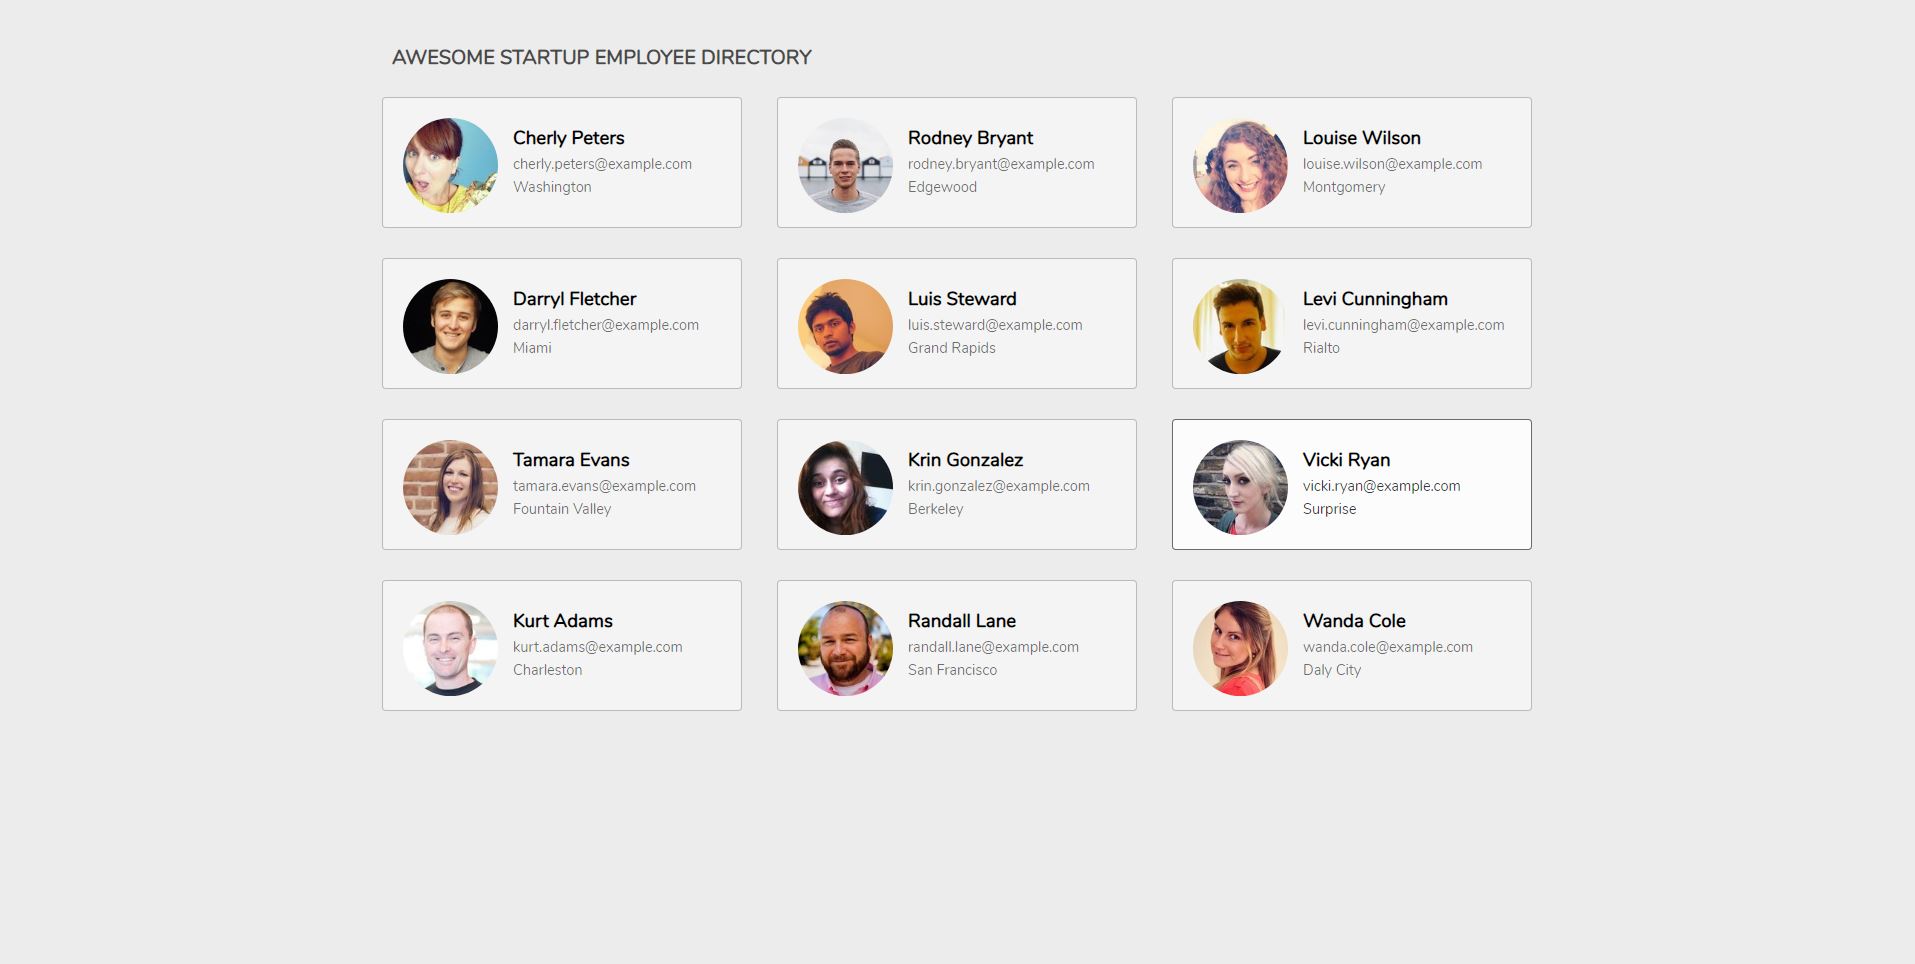 AWESOME STARTUP EMPLOYEE DIRECTORY
Cherly Peters
cherly.peters@example.com
Washington
Rodney Bryant
rodney.bryant@example.com
Edgewood
Louise Wilson
louise.wilson@example.com
Montgomery
Darryl Fletcher
darryl.fletcher@example.com
Miami
Luis Steward
luis.steward@example.com
Grand Rapids
Levi Cunningham
levi.cunningham@example.com
Rialto
Tamara Evans
tamara.evans@example.com
Fountain Valley
Krin Gonzalez
krin.gonzalez@example.com
Berkeley
Vicki Ryan
vicki.ryan@example.com
Surprise
Kurt Adams
kurt.adams@example.com
Charleston
Randall Lane
randall.lane@example.com
San Francisco
Wanda Cole
wanda.cole@example.com
Daly City